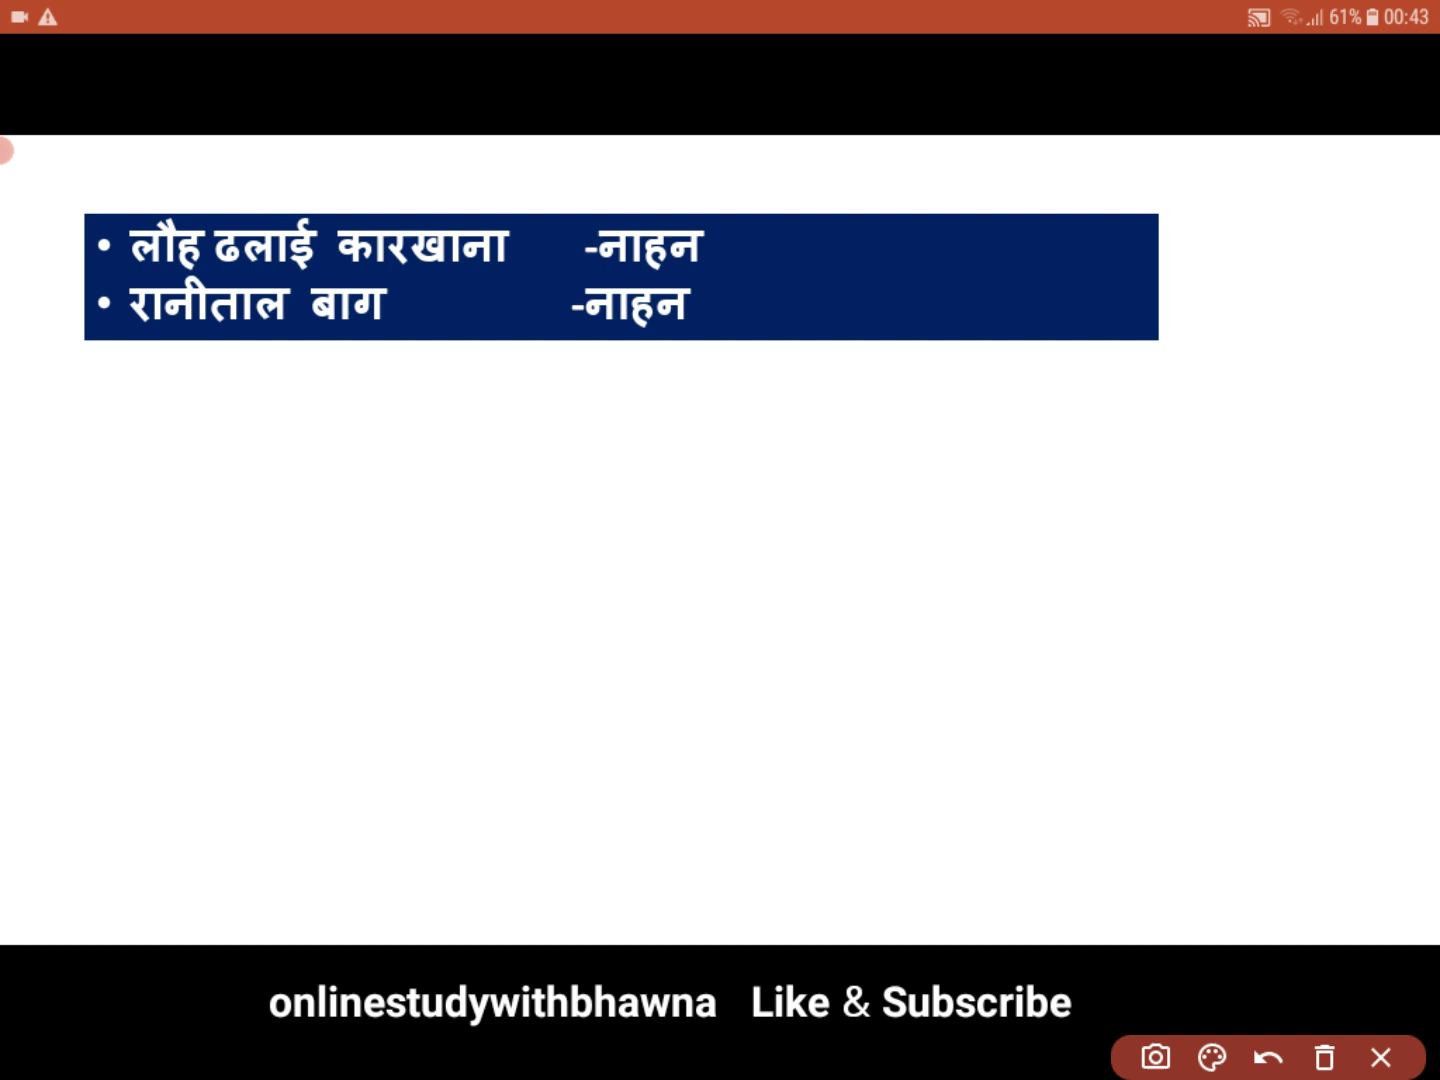 61% 00:43
• लौह ढलाई कारखाना -नाहन
• रानीताल बाग -नाहन
onlinestudywithbhawna Like & Subscribe